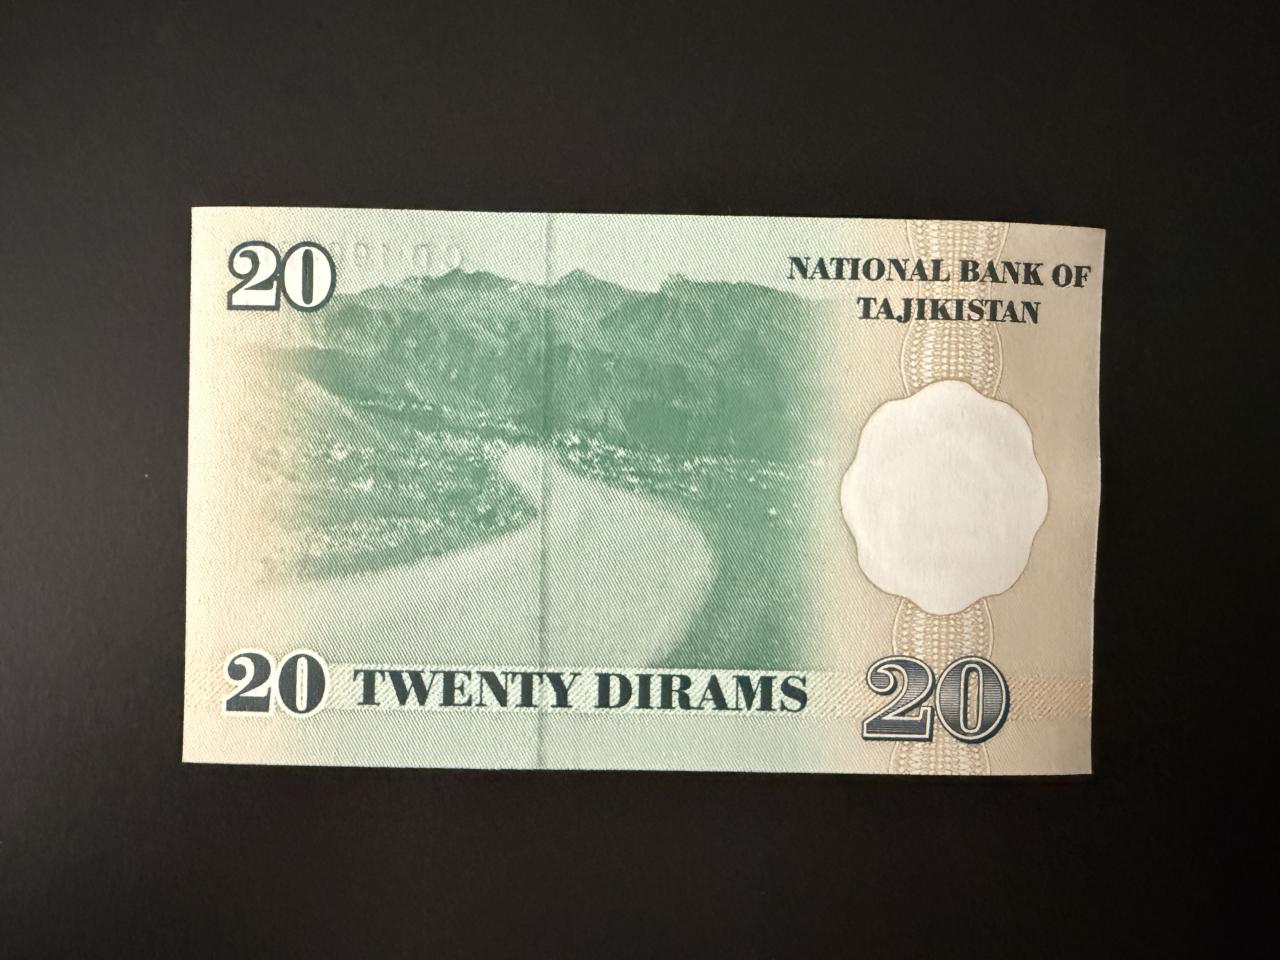 20
NATIONAL BANK OF
TAJIKISTAN
20 TWENTY DIRAMS
20